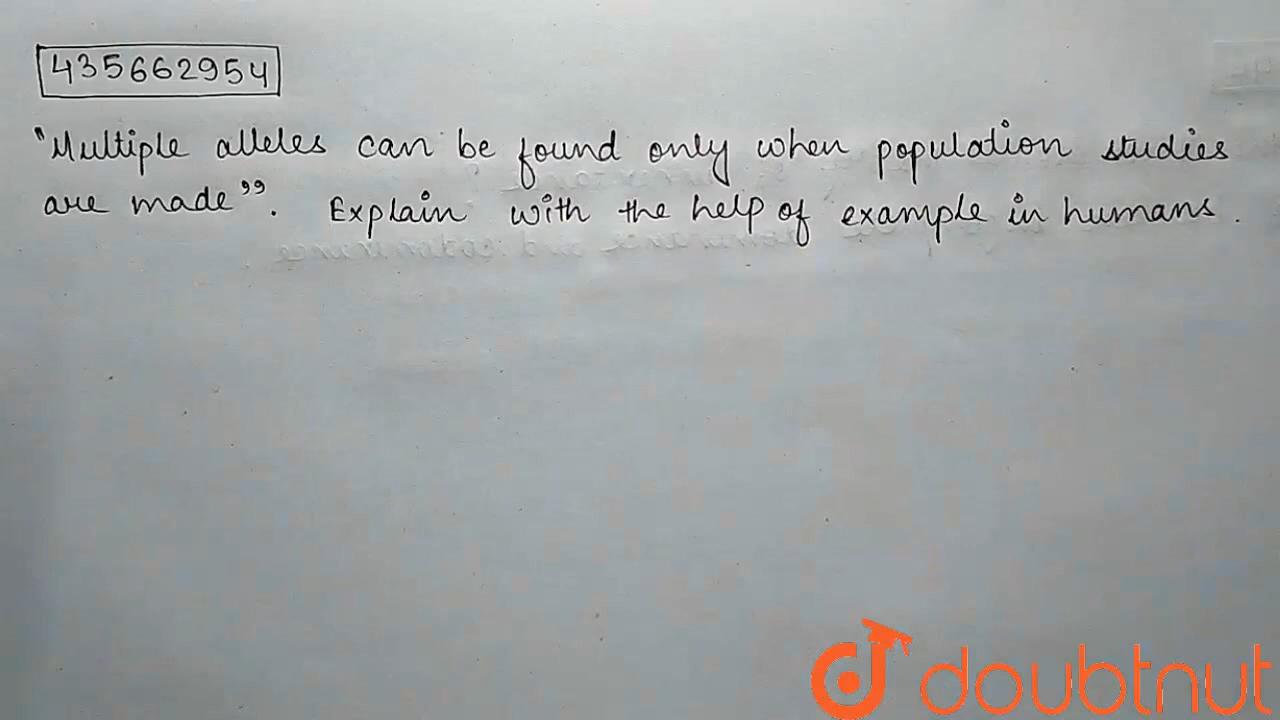 435662954
"Multiple alleles can be found only when population studies
are made". Explain with the help of example in humans.
doubtnut